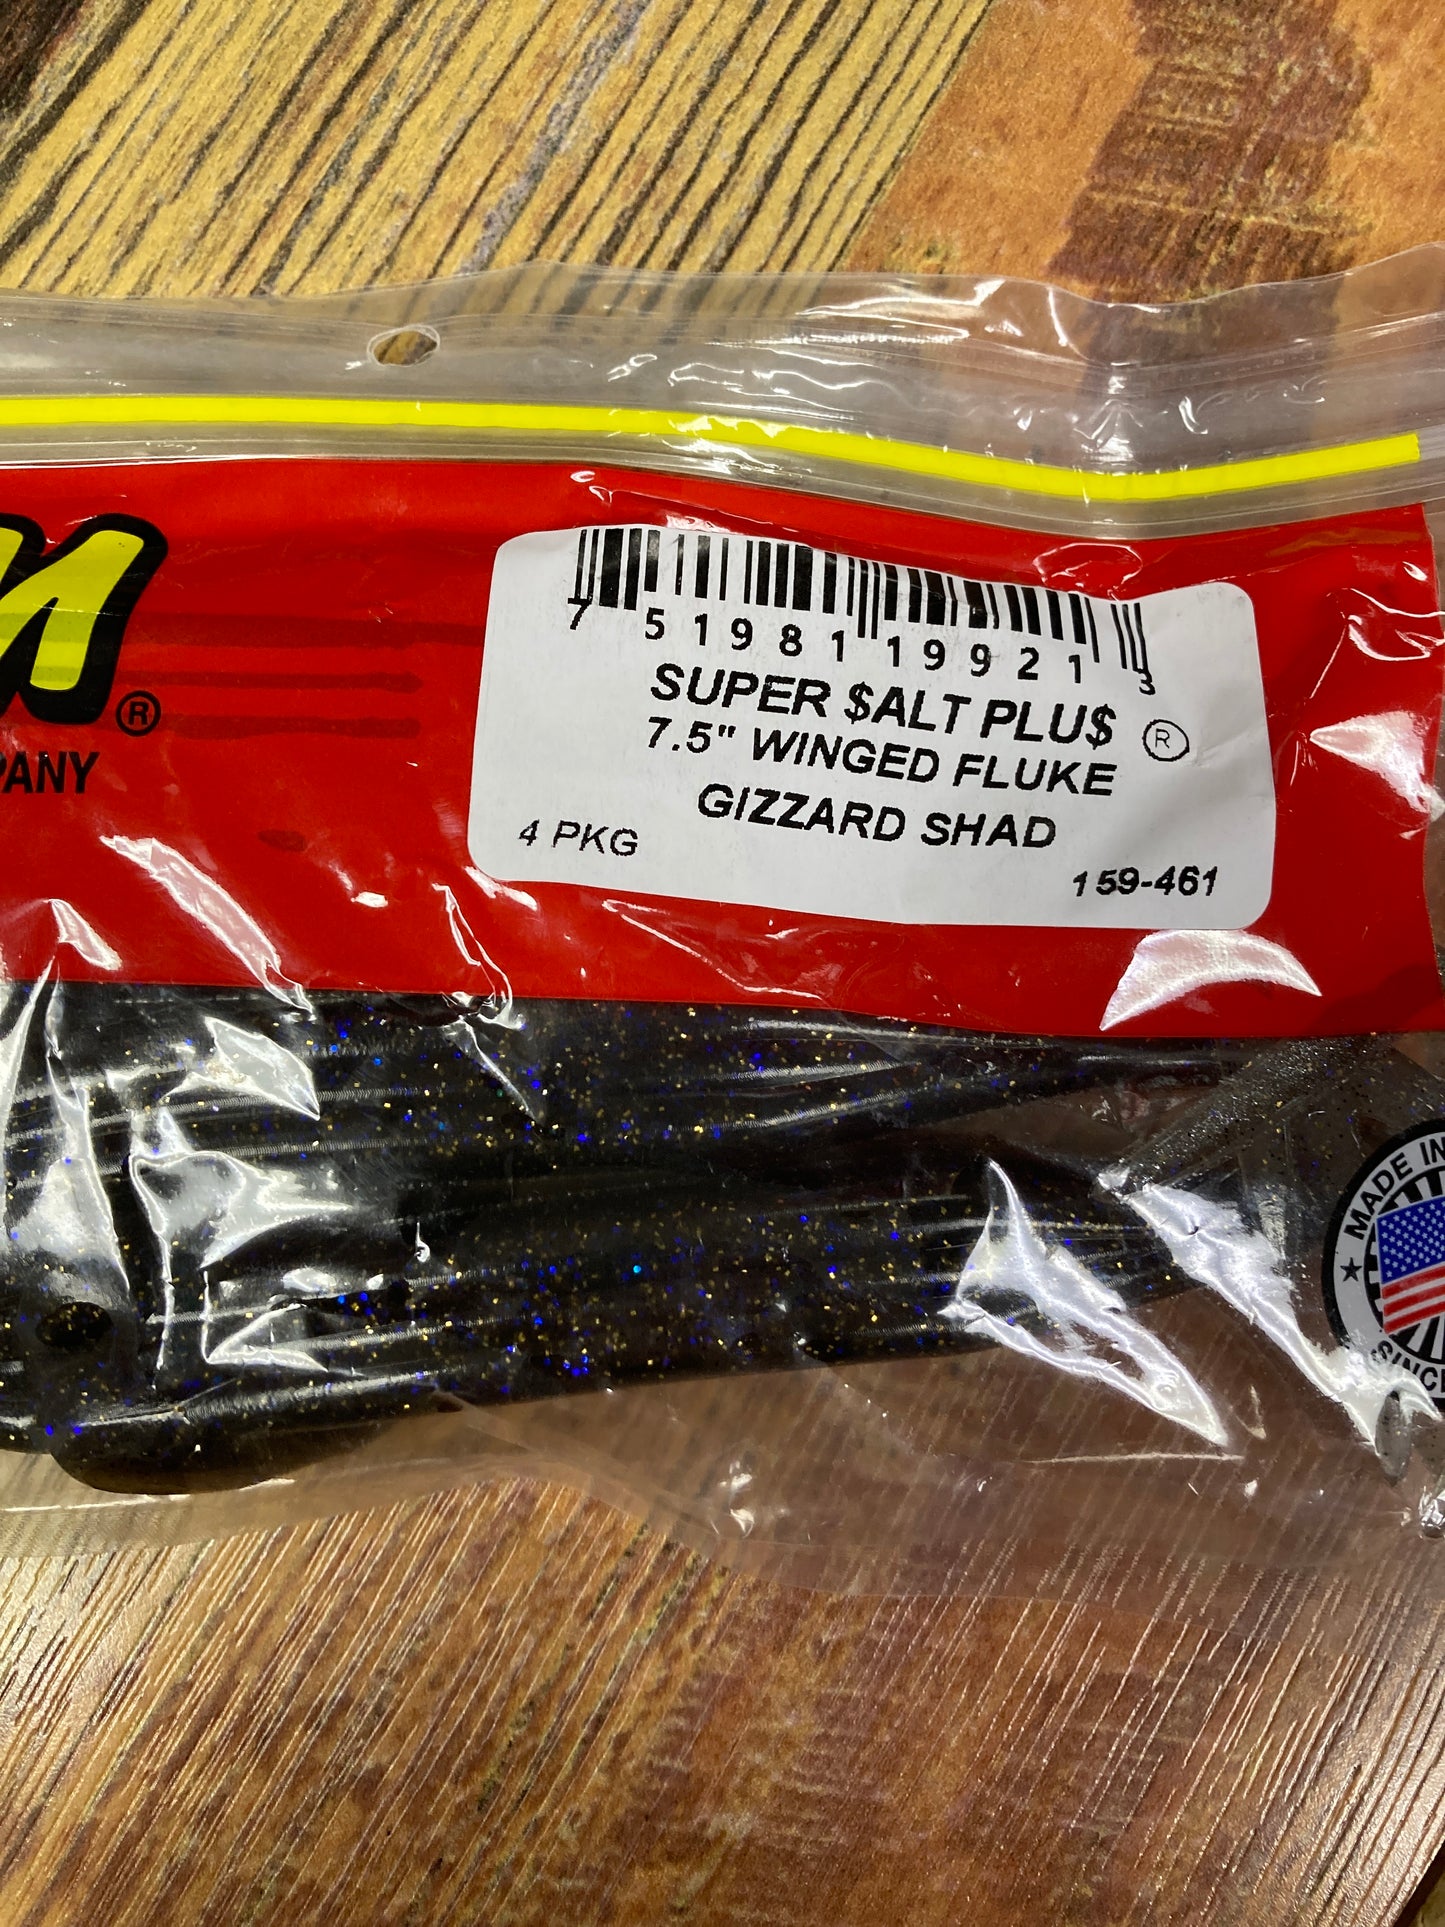 7 51981 19921 3
SUPER $ALT PLU$ ®
7.5" WINGED FLUKE
GIZZARD SHAD
4 PKG
159-461
®
MADE IN